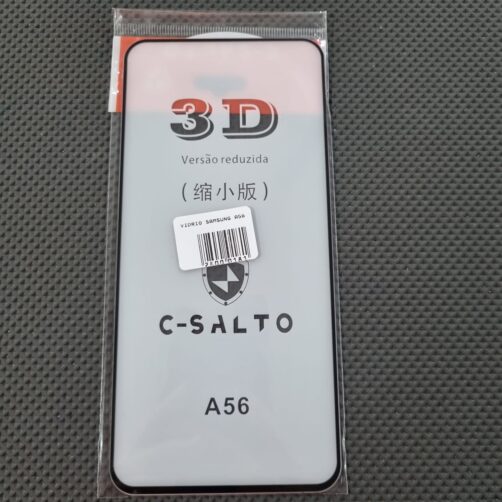 3D
Versão reduzida
(缩小版)
VIDRIO SAMSUNG A56
C-SALTO
A56